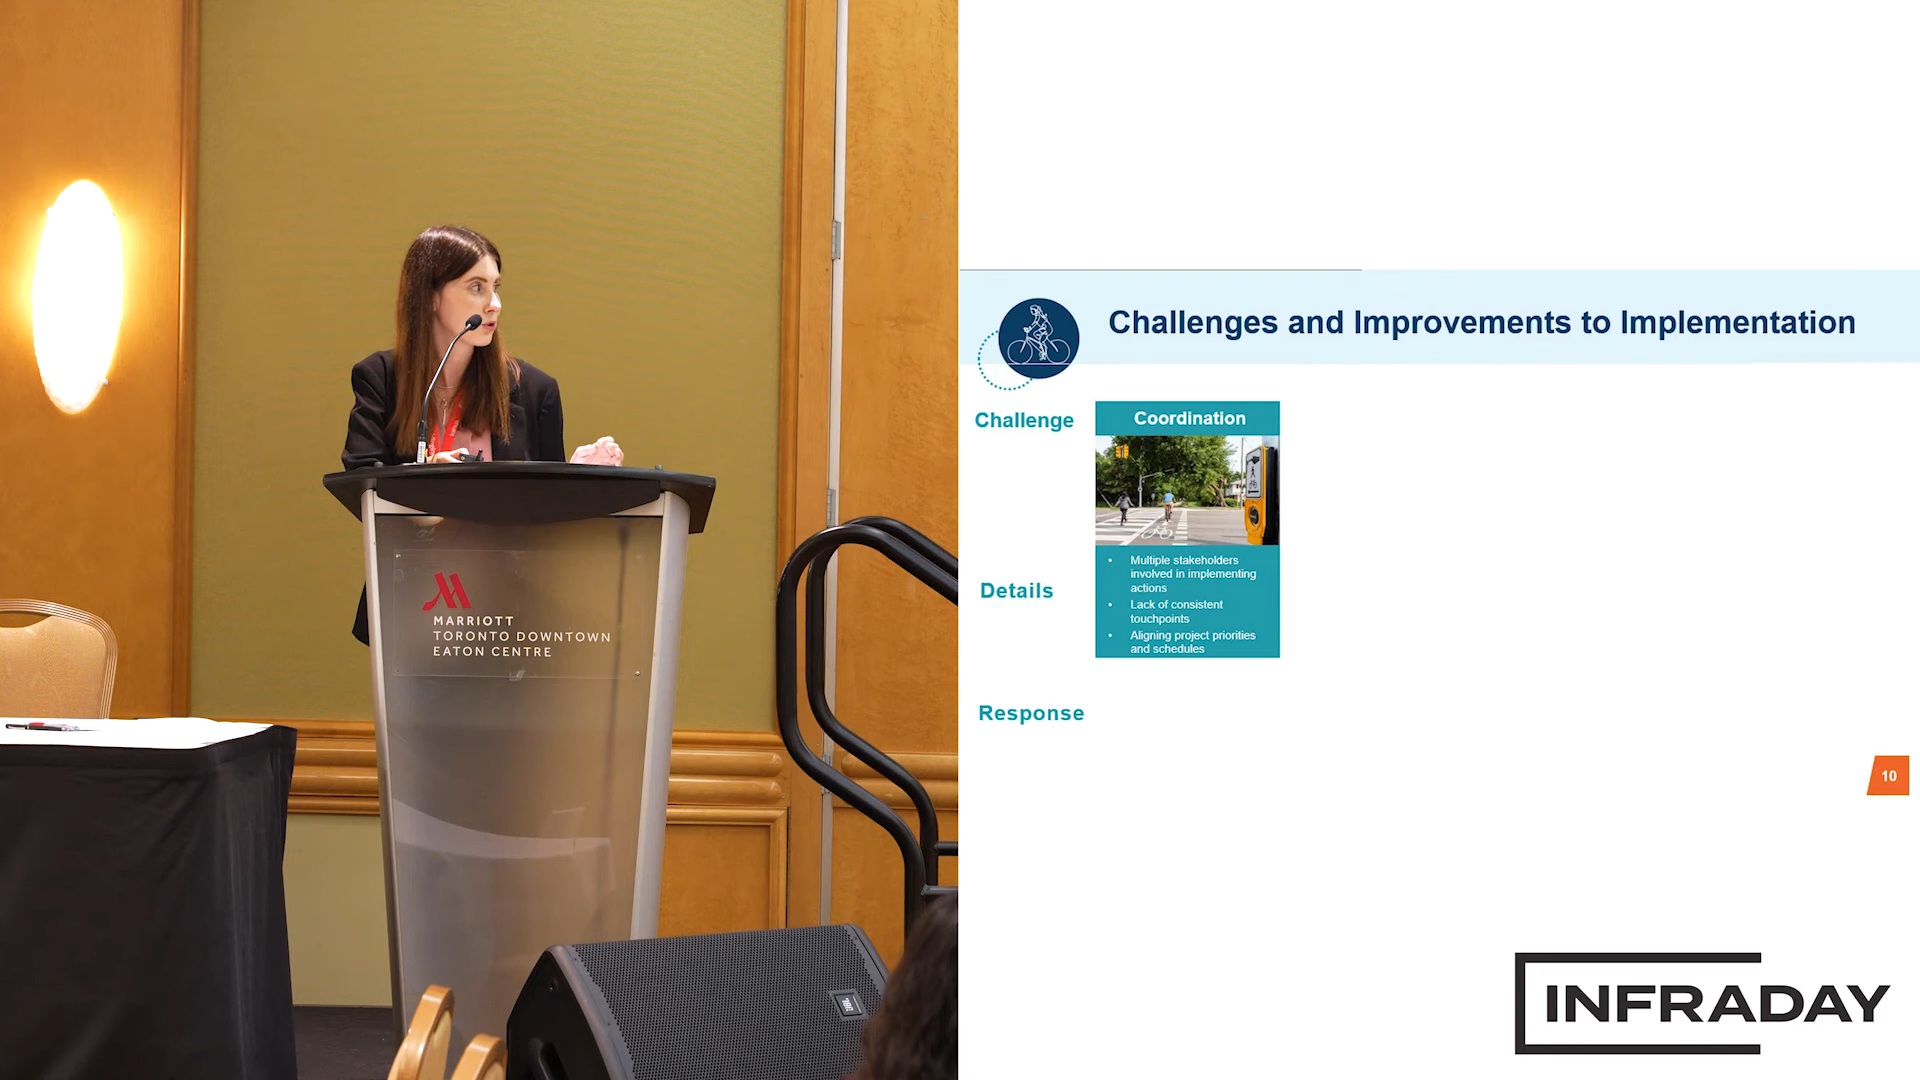 MARRIOTT
TORONTO DOWNTOWN
EATON CENTRE
JBL
Challenges and Improvements to Implementation
Challenge
Coordination
Details
• Multiple stakeholders
involved in implementing
actions
• Lack of consistent
touchpoints
• Aligning project priorities
and schedules
Response
10
INFRADAY